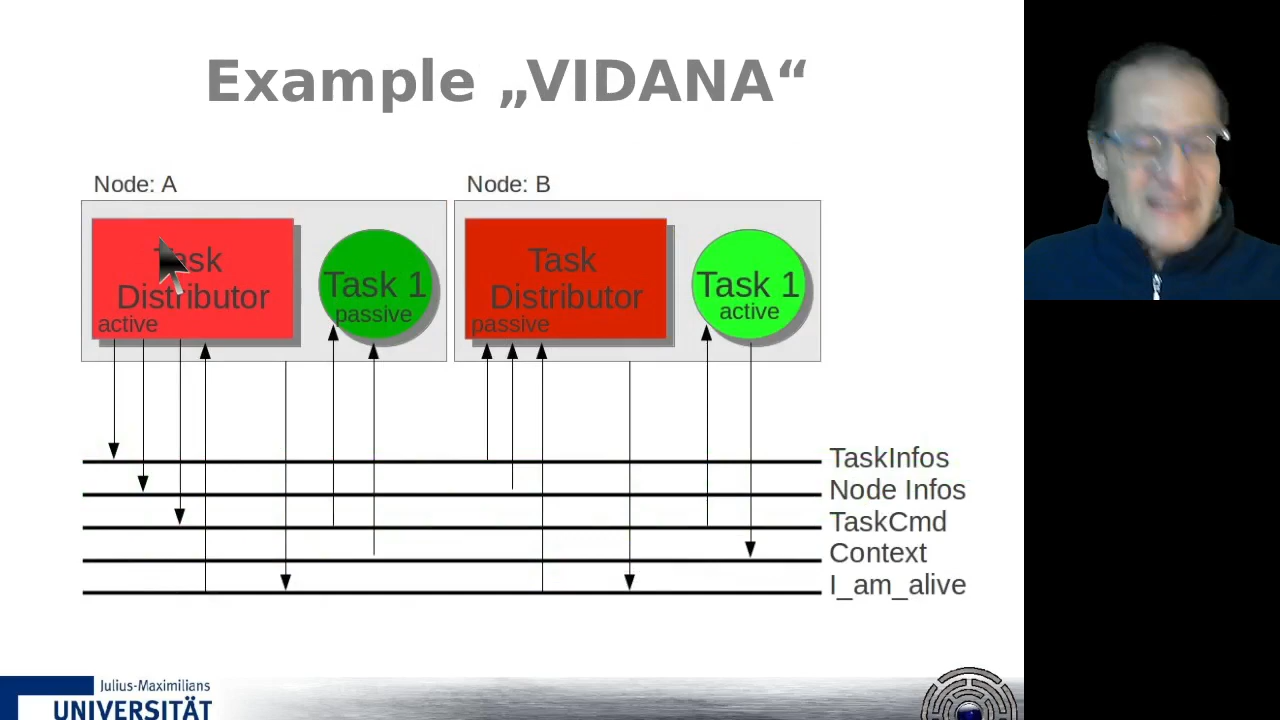 Example „VIDANA“
Node: A
Node: B
Task
Distributor
active
Task 1
passive
Task
Distributor
passive
Task 1
active
TaskInfos
Node Infos
TaskCmd
Context
I_am_alive
Julius-Maximilians
UNIVERSITÄT